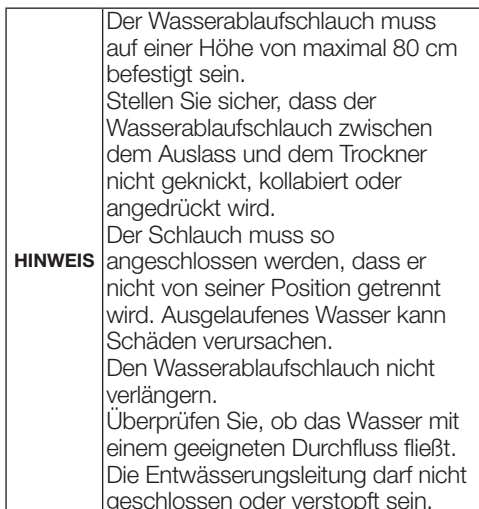 Der Wasserablaufschlauch muss
auf einer Höhe von maximal 80 cm
befestigt sein.
Stellen Sie sicher, dass der
Wasserablaufschlauch zwischen
dem Auslass und dem Trockner
nicht geknickt, kollabiert oder
angedrückt wird.
Der Schlauch muss so
HINWEIS angeschlossen werden, dass er
nicht von seiner Position getrennt
wird. Ausgelaufenes Wasser kann
Schäden verursachen.
Den Wasserablaufschlauch nicht
verlängern.
Überprüfen Sie, ob das Wasser mit
einem geeigneten Durchfluss fließt.
Die Entwässerungsleitung darf nicht
geschlossen oder verstopft sein.